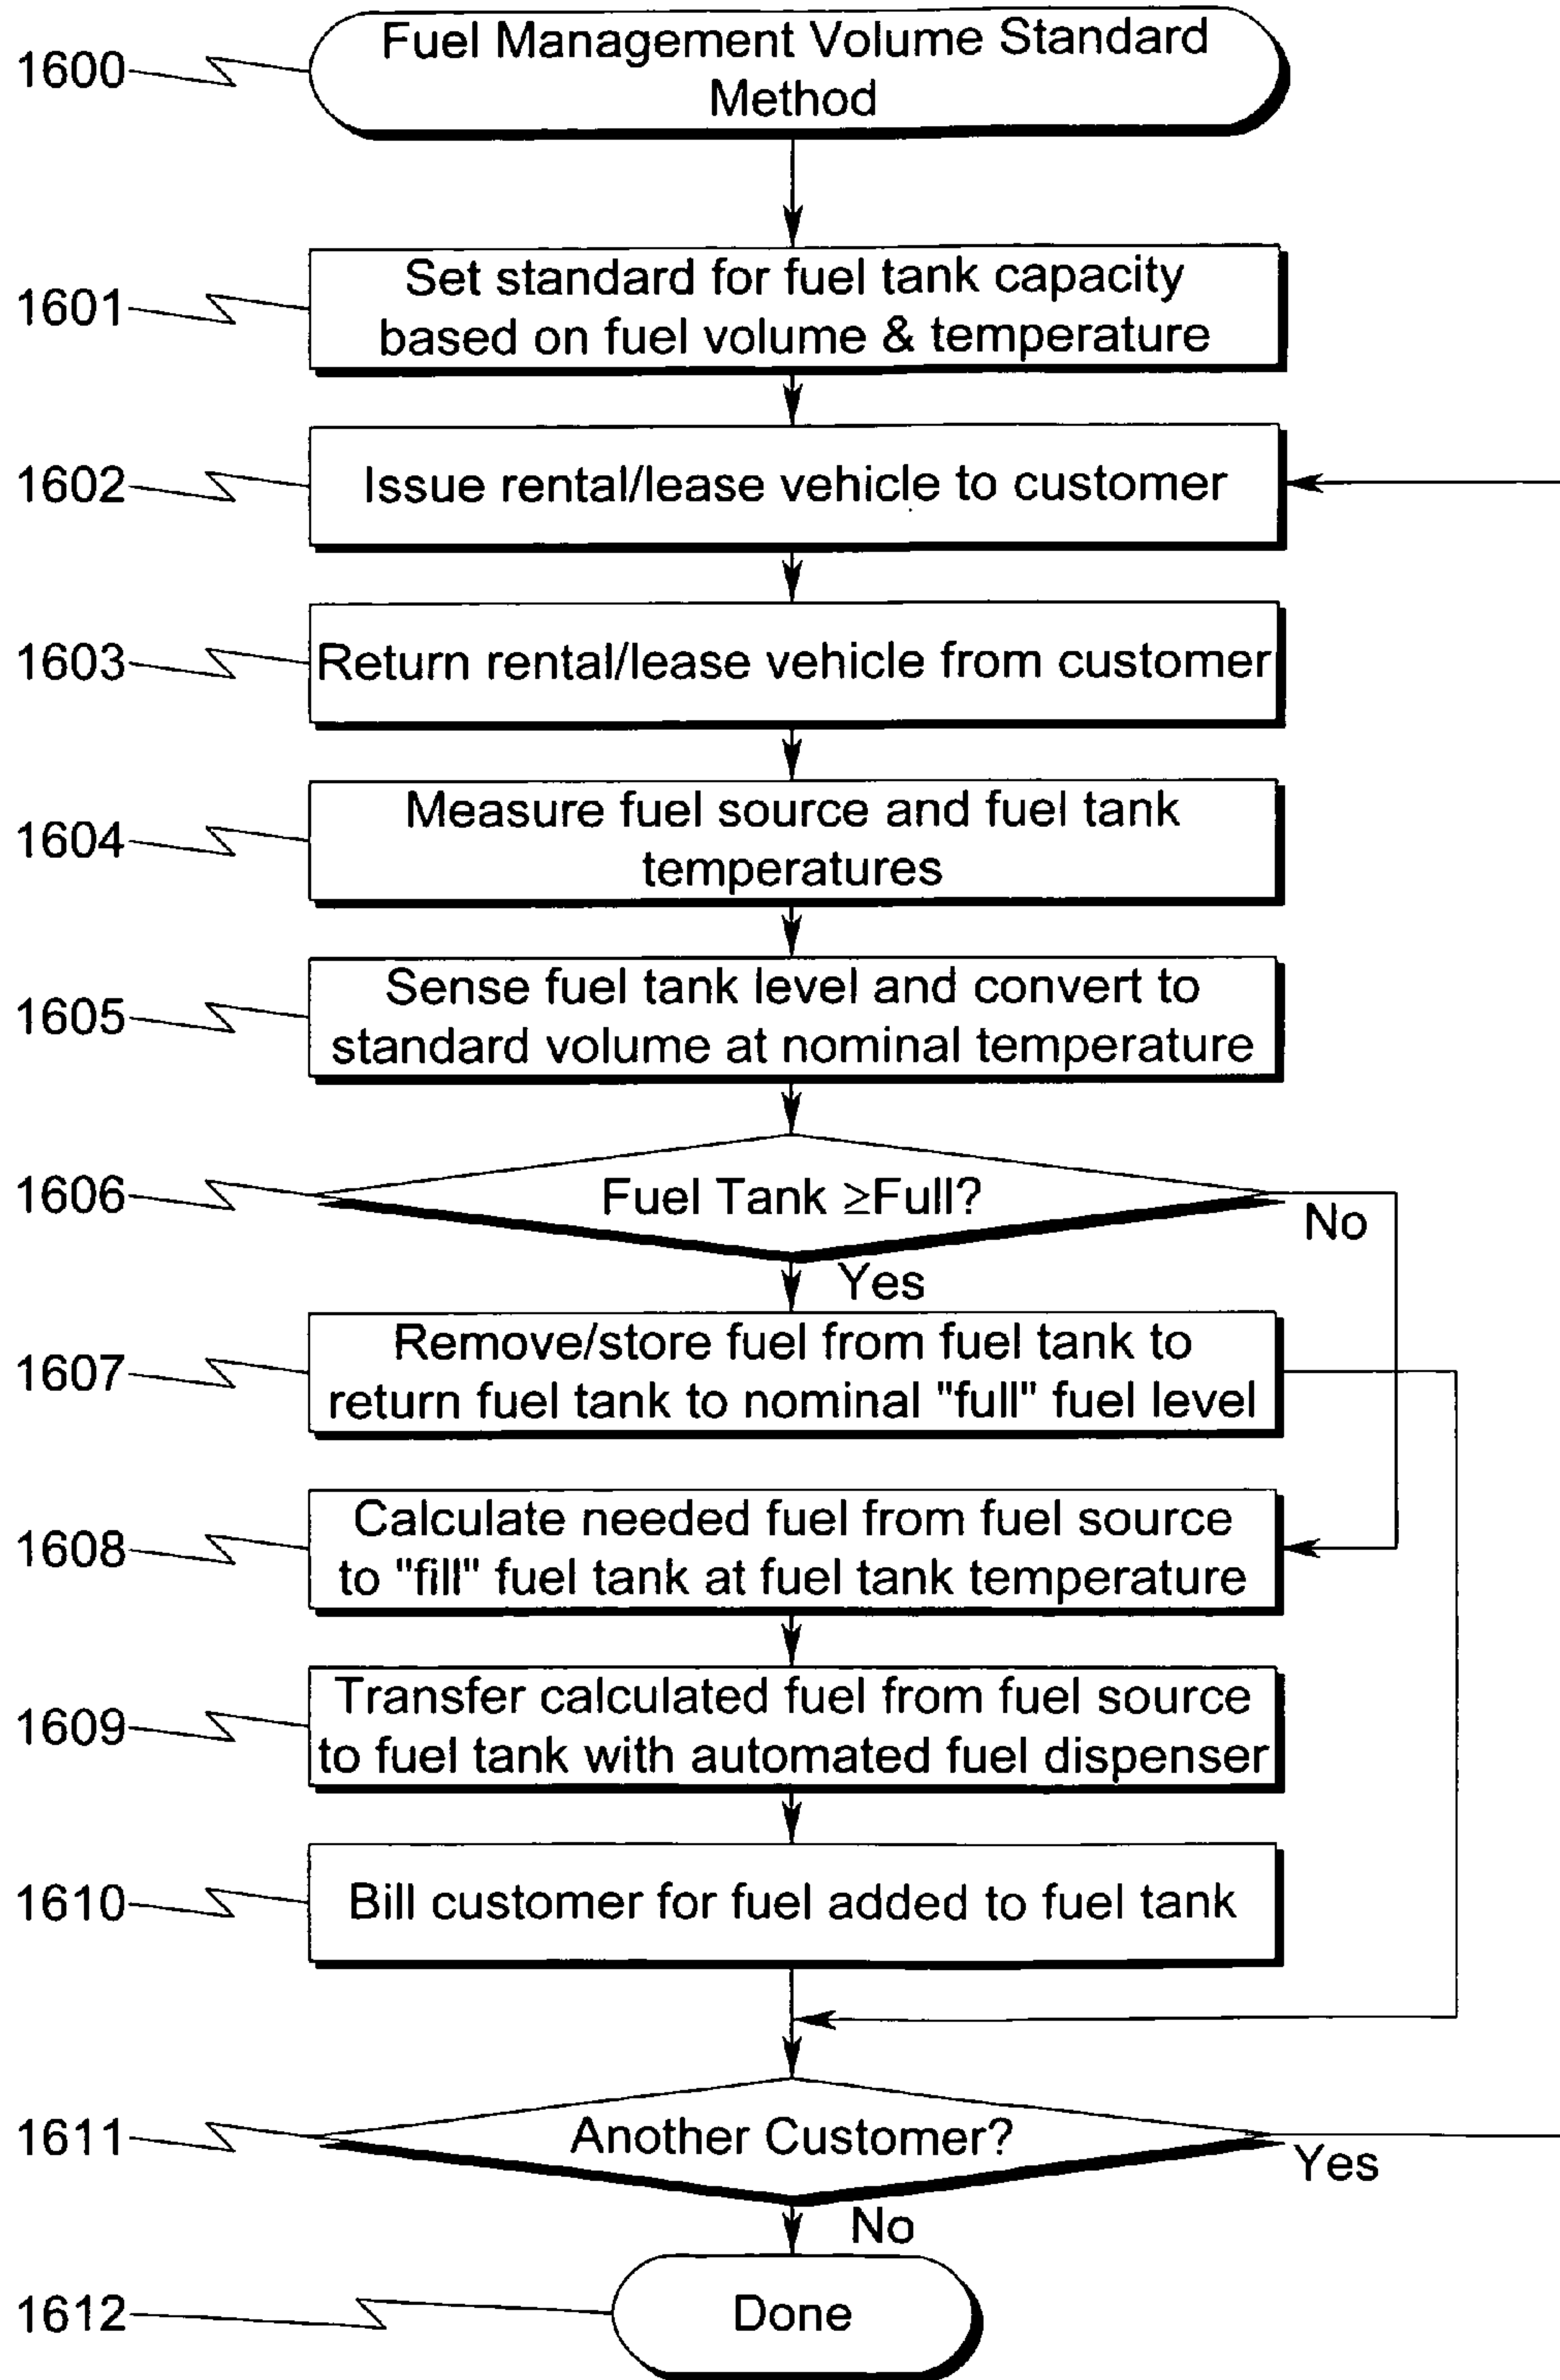 1600
Fuel Management Volume Standard
Method
1601
Set standard for fuel tank capacity
based on fuel volume & temperature
1602
Issue rental/lease vehicle to customer
1603
Return rental/lease vehicle from customer
1604
Measure fuel source and fuel tank
temperatures
1605
Sense fuel tank level and convert to
standard volume at nominal temperature
1606
Fuel Tank ≥Full?
No
Yes
1607
Remove/store fuel from fuel tank to
return fuel tank to nominal "full" fuel level
1608
Calculate needed fuel from fuel source
to "fill" fuel tank at fuel tank temperature
1609
Transfer calculated fuel from fuel source
to fuel tank with automated fuel dispenser
1610
Bill customer for fuel added to fuel tank
1611
Another Customer?
Yes
No
1612
Done